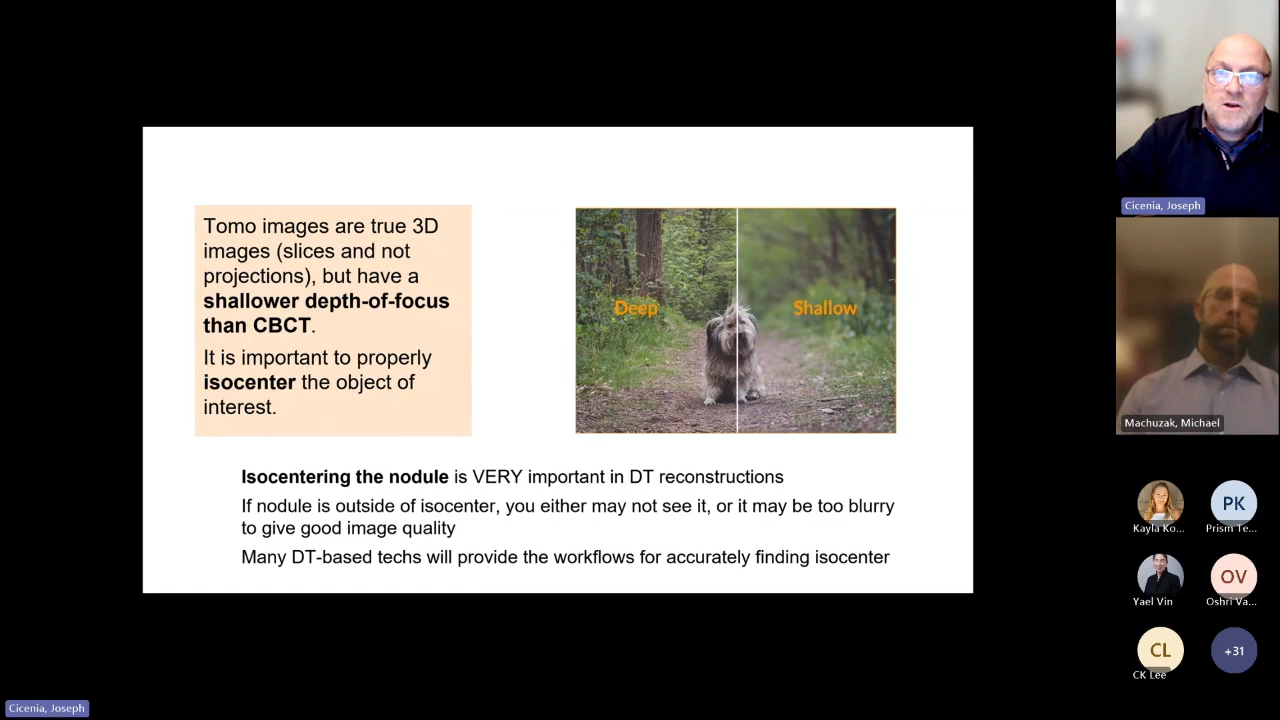 Tomo images are true 3D
images (slices and not
projections), but have a
shallower depth-of-focus
than CBCT.
It is important to properly
isocenter the object of
interest.
Deep
Shallow
Isocentering the nodule is VERY important in DT reconstructions
If nodule is outside of isocenter, you either may not see it, or it may be too blurry
to give good image quality
Many DT-based techs will provide the workflows for accurately finding isocenter
Cicenia, Joseph
Machuzak, Michael
Kayla Ko...
PK
Prism Te...
Yael Vin
OV
Oshri Va...
CL
CK Lee
+31
Cicenia, Joseph